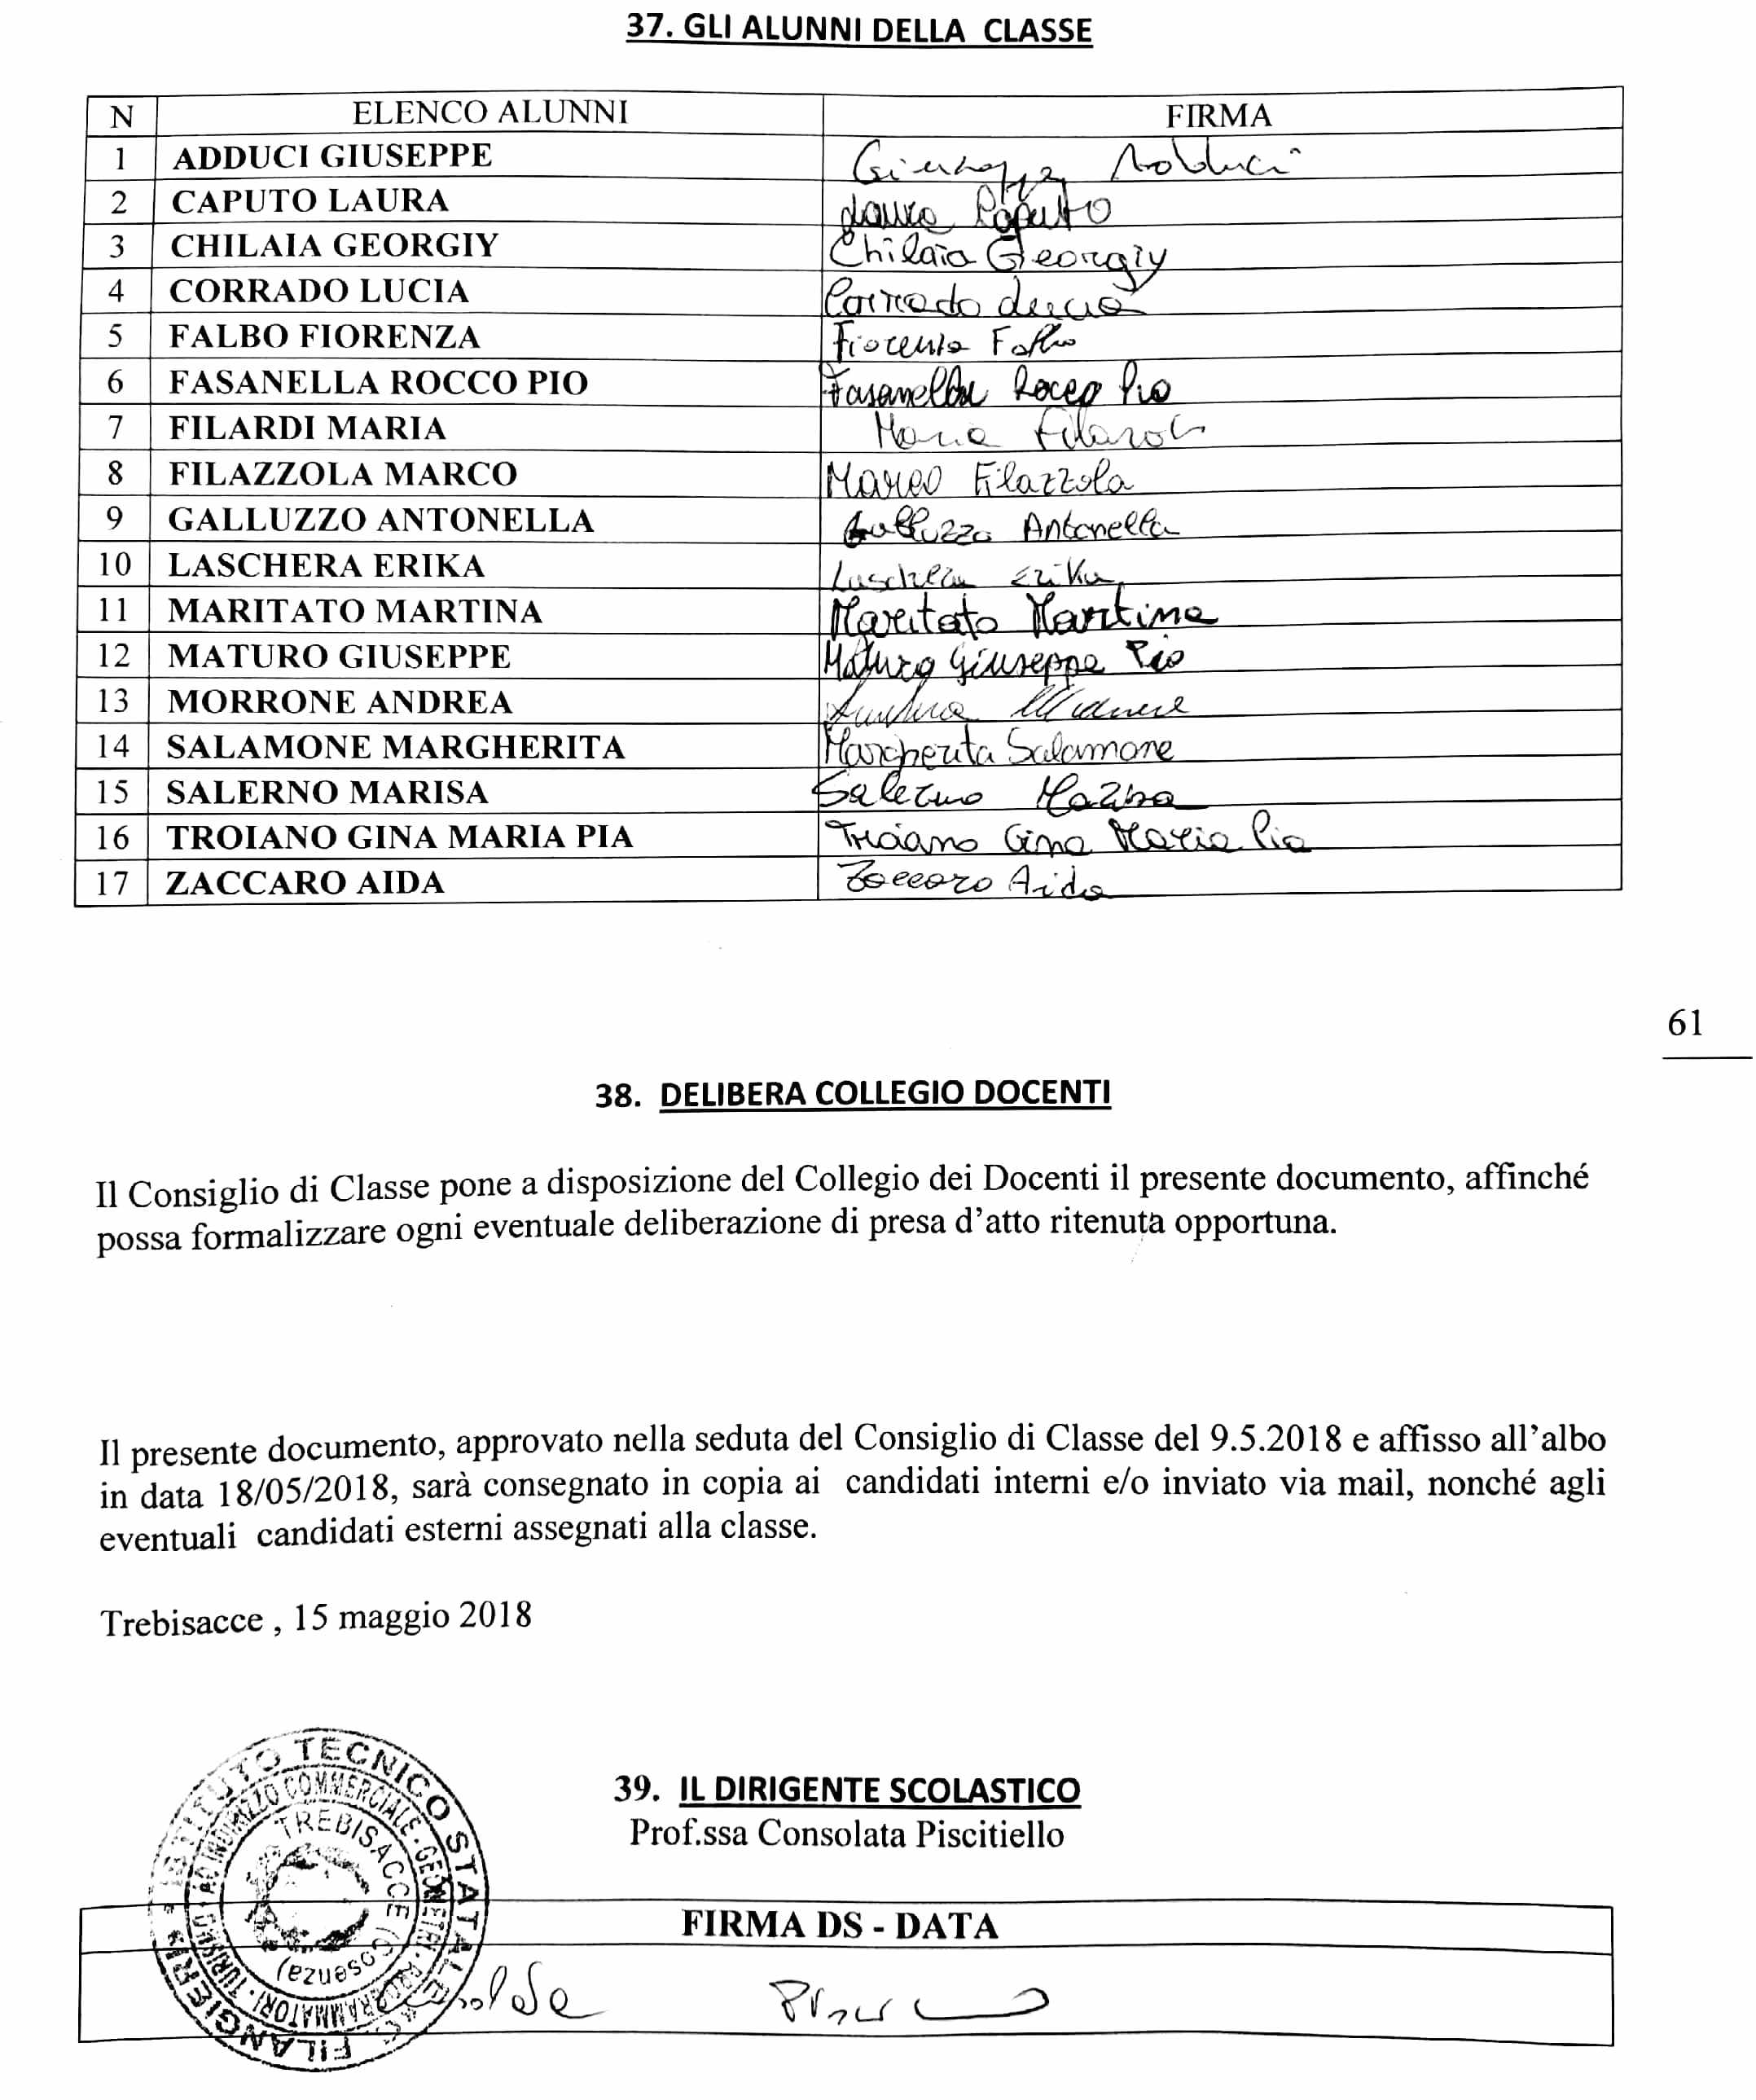 37. GLI ALUNNI DELLA CLASSE
N ELENCO ALUNNI FIRMA
1 ADDUCI GIUSEPPE Giuseppe Adduci
2 CAPUTO LAURA Laura Caputo
3 CHILAIA GEORGIY Chilaia Georgiy
4 CORRADO LUCIA Corrado Lucia
5 FALBO FIORENZA Fiorenza Falbo
6 FASANELLA ROCCO PIO Fasanella Rocco Pio
7 FILARDI MARIA Maria Filardi
8 FILAZZOLA MARCO Marco Filazzola
9 GALLUZZO ANTONELLA Galluzzo Antonella
10 LASCHERA ERIKA Laschera Erika
11 MARITATO MARTINA Maritato Martina
12 MATURO GIUSEPPE Maturo Giuseppe Pio
13 MORRONE ANDREA
14 SALAMONE MARGHERITA Margherita Salamone
15 SALERNO MARISA Salerno Marisa
16 TROIANO GINA MARIA PIA Troiano Gina Maria Pia
17 ZACCARO AIDA Zaccaro Aida
61
38. DELIBERA COLLEGIO DOCENTI
Il Consiglio di Classe pone a disposizione del Collegio dei Docenti il presente documento, affinché
possa formalizzare ogni eventuale deliberazione di presa d'atto ritenuta opportuna.
Il presente documento, approvato nella seduta del Consiglio di Classe del 9.5.2018 e affisso all'albo
in data 18/05/2018, sarà consegnato in copia ai candidati interni e/o inviato via mail, nonché agli
eventuali candidati esterni assegnati alla classe.
Trebisacce , 15 maggio 2018
ISTITUTO TECNICO STATALE FILANGIERI
AD INDIRIZZO COMMERCIALE - GEOMETRI - PROGRAMMATORI - TURISMO
TREBISACCE (Cosenza)
39. IL DIRIGENTE SCOLASTICO
Prof.ssa Consolata Piscitiello
FIRMA DS - DATA